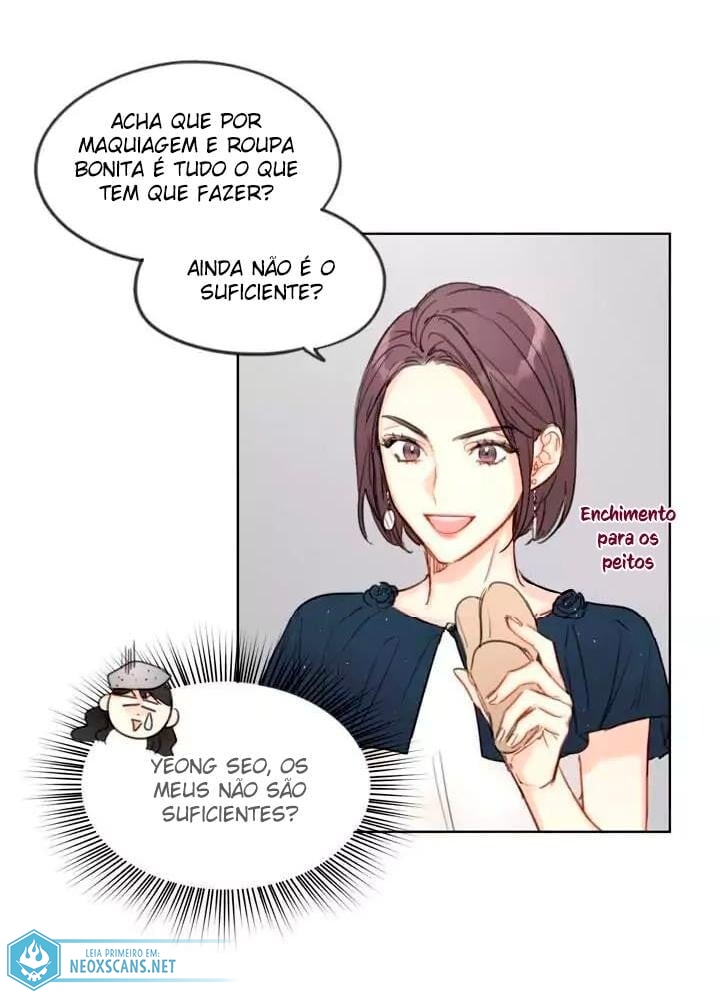 ACHA QUE POR
MAQUIAGEM E ROUPA
BONITA É TUDO O QUE
TEM QUE FAZER?
AINDA NÃO É O
SUFICIENTE?
Enchimento
para os
peitos
YEONG SEO, OS
MEUS NÃO SÃO
SUFICIENTES?
LEIA PRIMEIRO EM:
NEOXSCANS.NET